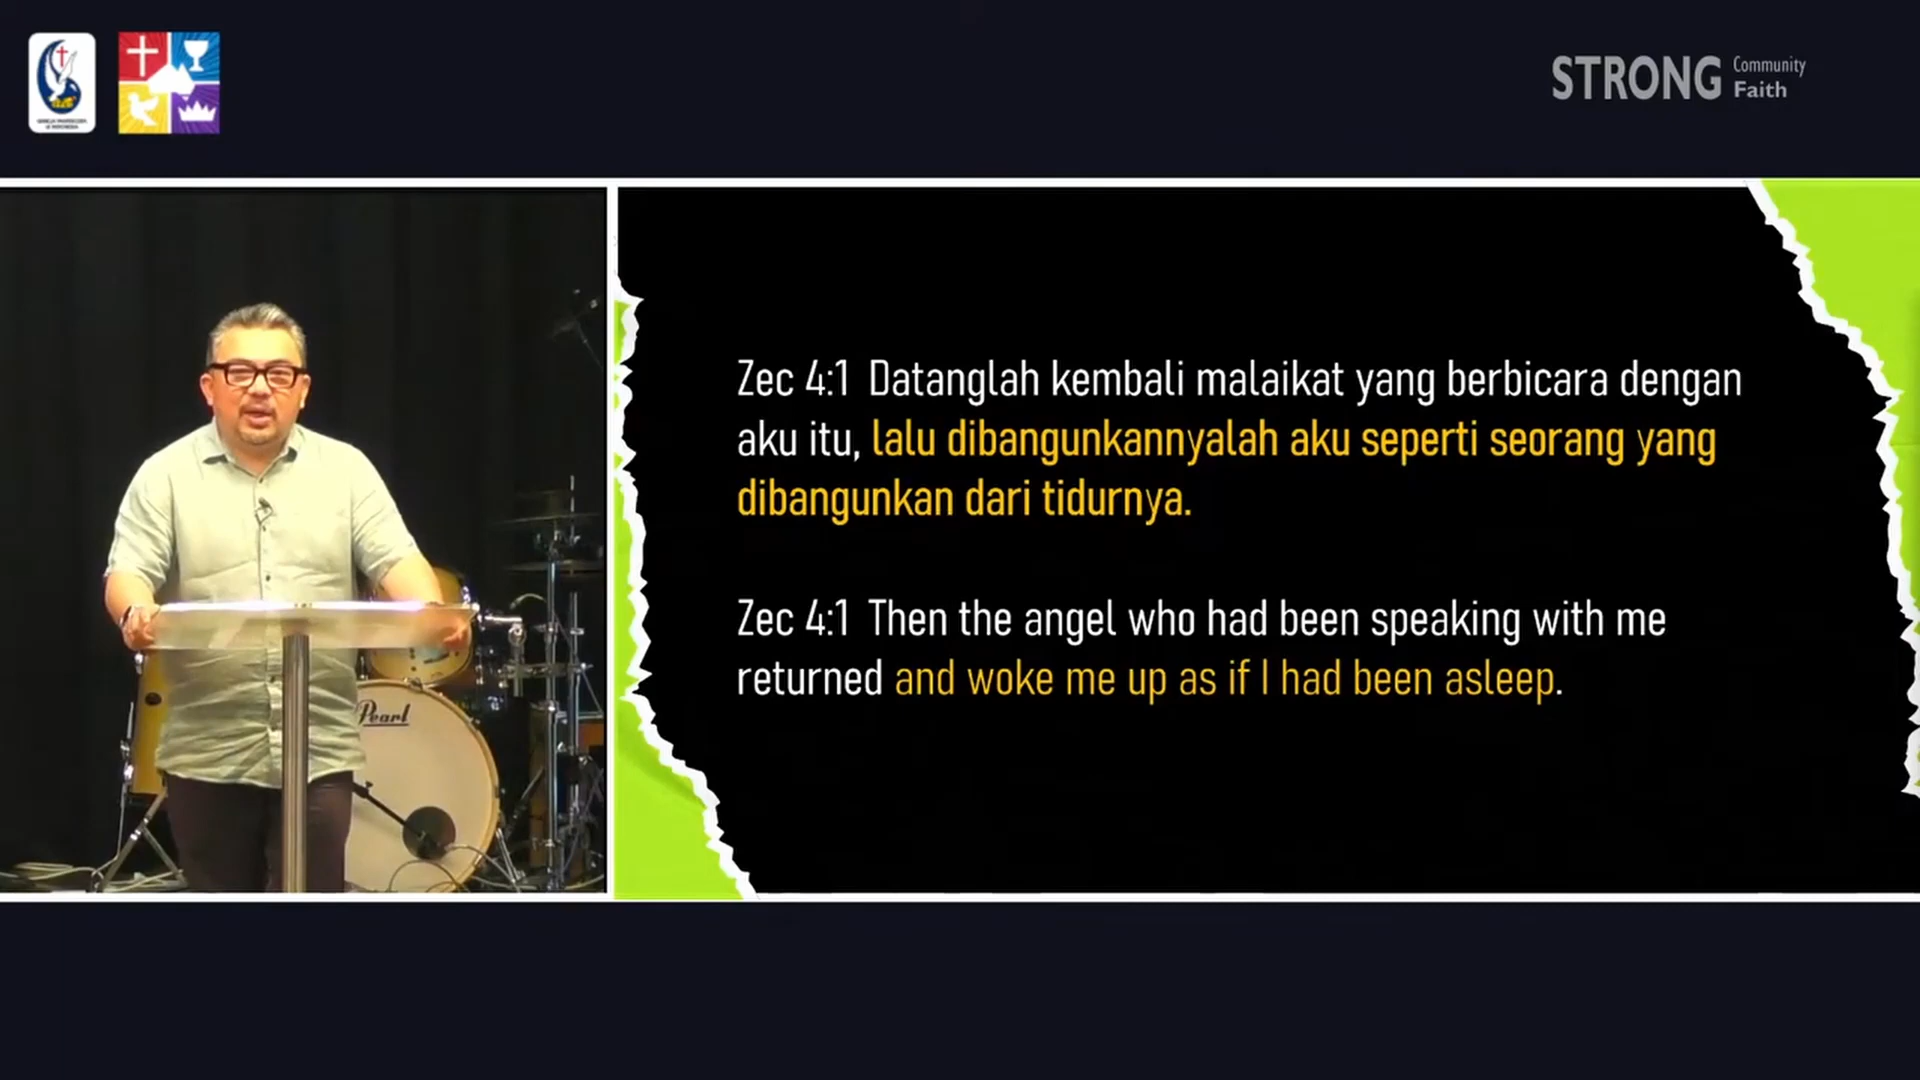 STRONG Community
Faith
Zec 4:1 Datanglah kembali malaikat yang berbicara dengan
aku itu, lalu dibangunkannyalah aku seperti seorang yang
dibangunkan dari tidurnya.
Zec 4:1 Then the angel who had been speaking with me
returned and woke me up as if I had been asleep.
Pearl